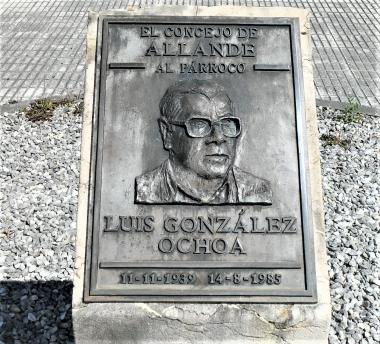 EL CONCEJO DE
ALLANDE
AL PÁRROCO
LUIS GONZÁLEZ
OCHOA
11-11-1939 14-8-1985